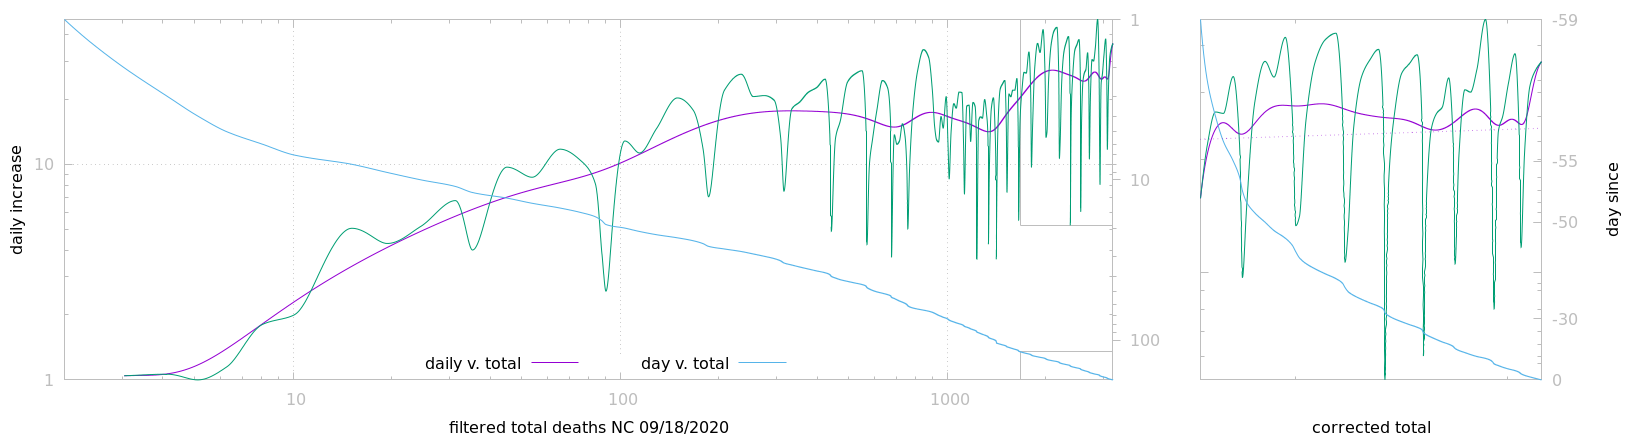 1
-59
10
-55
daily increase
10
-50
day since
-30
daily v. total
day v. total
100
1
0
10
100
1000
filtered total deaths NC 09/18/2020
corrected total